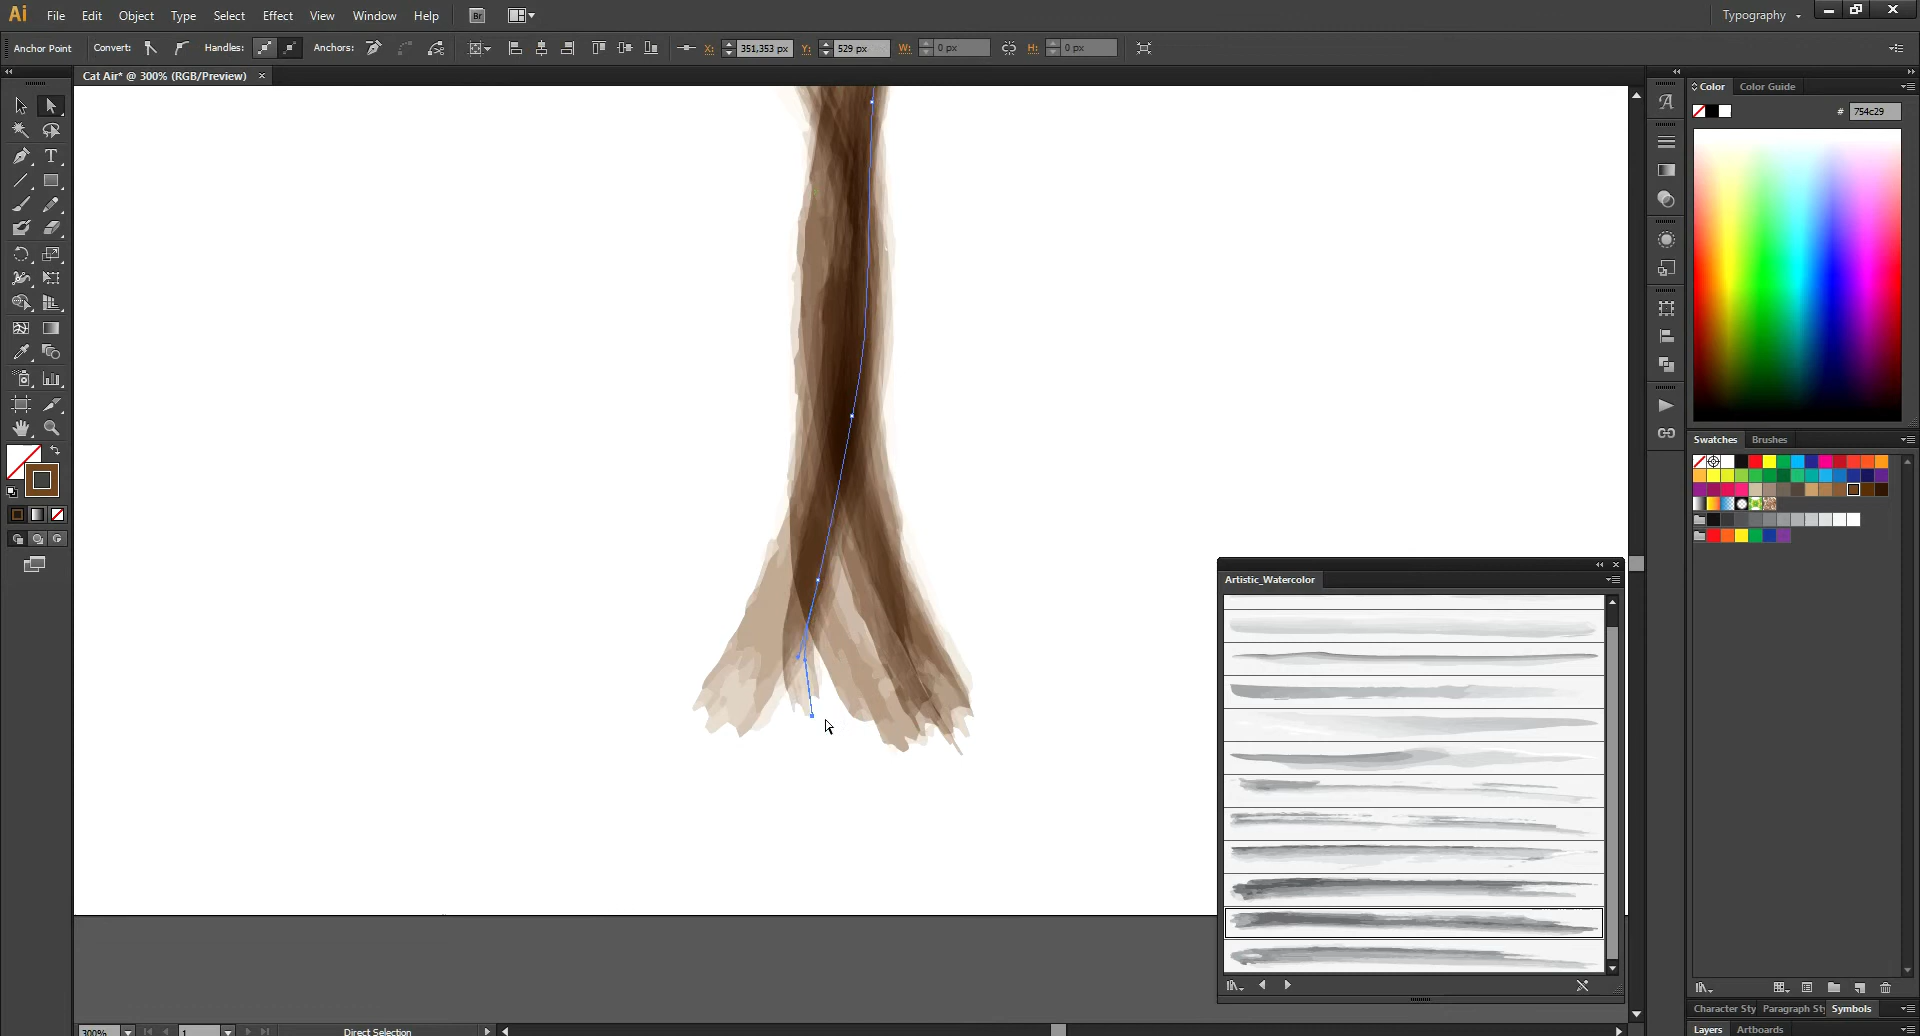 Ai File Edit Object Type Select Effect View Window Help Br Typography
Anchor Point Convert: Handles: Anchors: X: 351,353 px Y: 529 px W: 0 px H: 0 px
Cat Air* @ 300% (RGB/Preview) ×
Color Color Guide
# 754c29
Swatches Brushes
Artistic_Watercolor
Character Sty Paragraph Sty Symbols
Layers Artboards
300% 1 Direct Selection